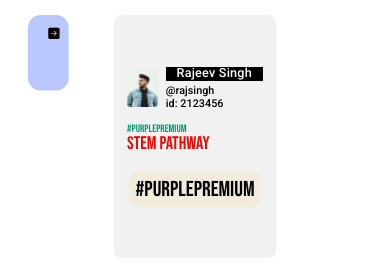 Rajeev Singh
@rajsingh
id: 2123456
#PURPLEPREMIUM
STEM PATHWAY
#PURPLEPREMIUM